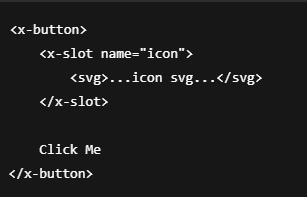 <x-button>
    <x-slot name="icon">
        <svg>...icon svg...</svg>
    </x-slot>

    Click Me
</x-button>